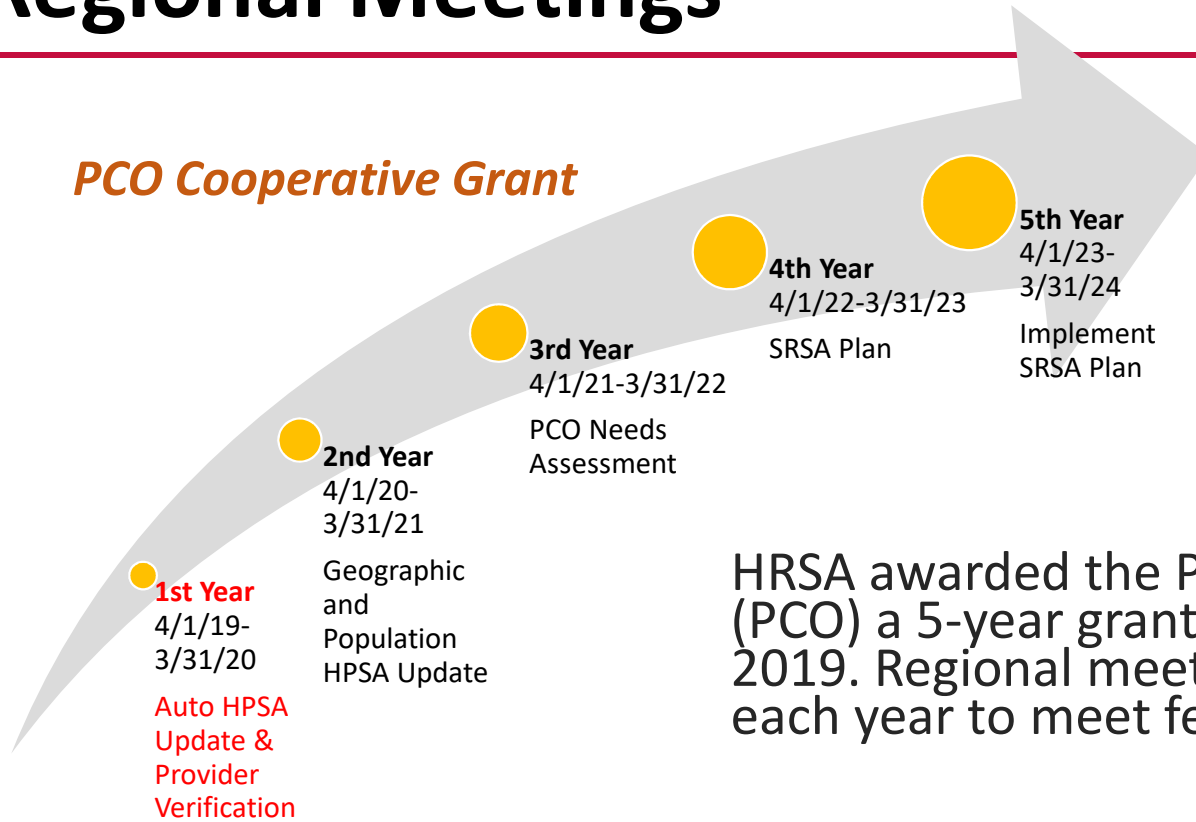 Regional Meetings
PCO Cooperative Grant
1st Year
4/1/19-
3/31/20
Auto HPSA
Update &
Provider
Verification
2nd Year
4/1/20-
3/31/21
Geographic
and
Population
HPSA Update
3rd Year
4/1/21-3/31/22
PCO Needs
Assessment
4th Year
4/1/22-3/31/23
SRSA Plan
5th Year
4/1/23-
3/31/24
Implement
SRSA Plan
HRSA awarded the
(PCO) a 5-year grant
2019. Regional
each year to meet